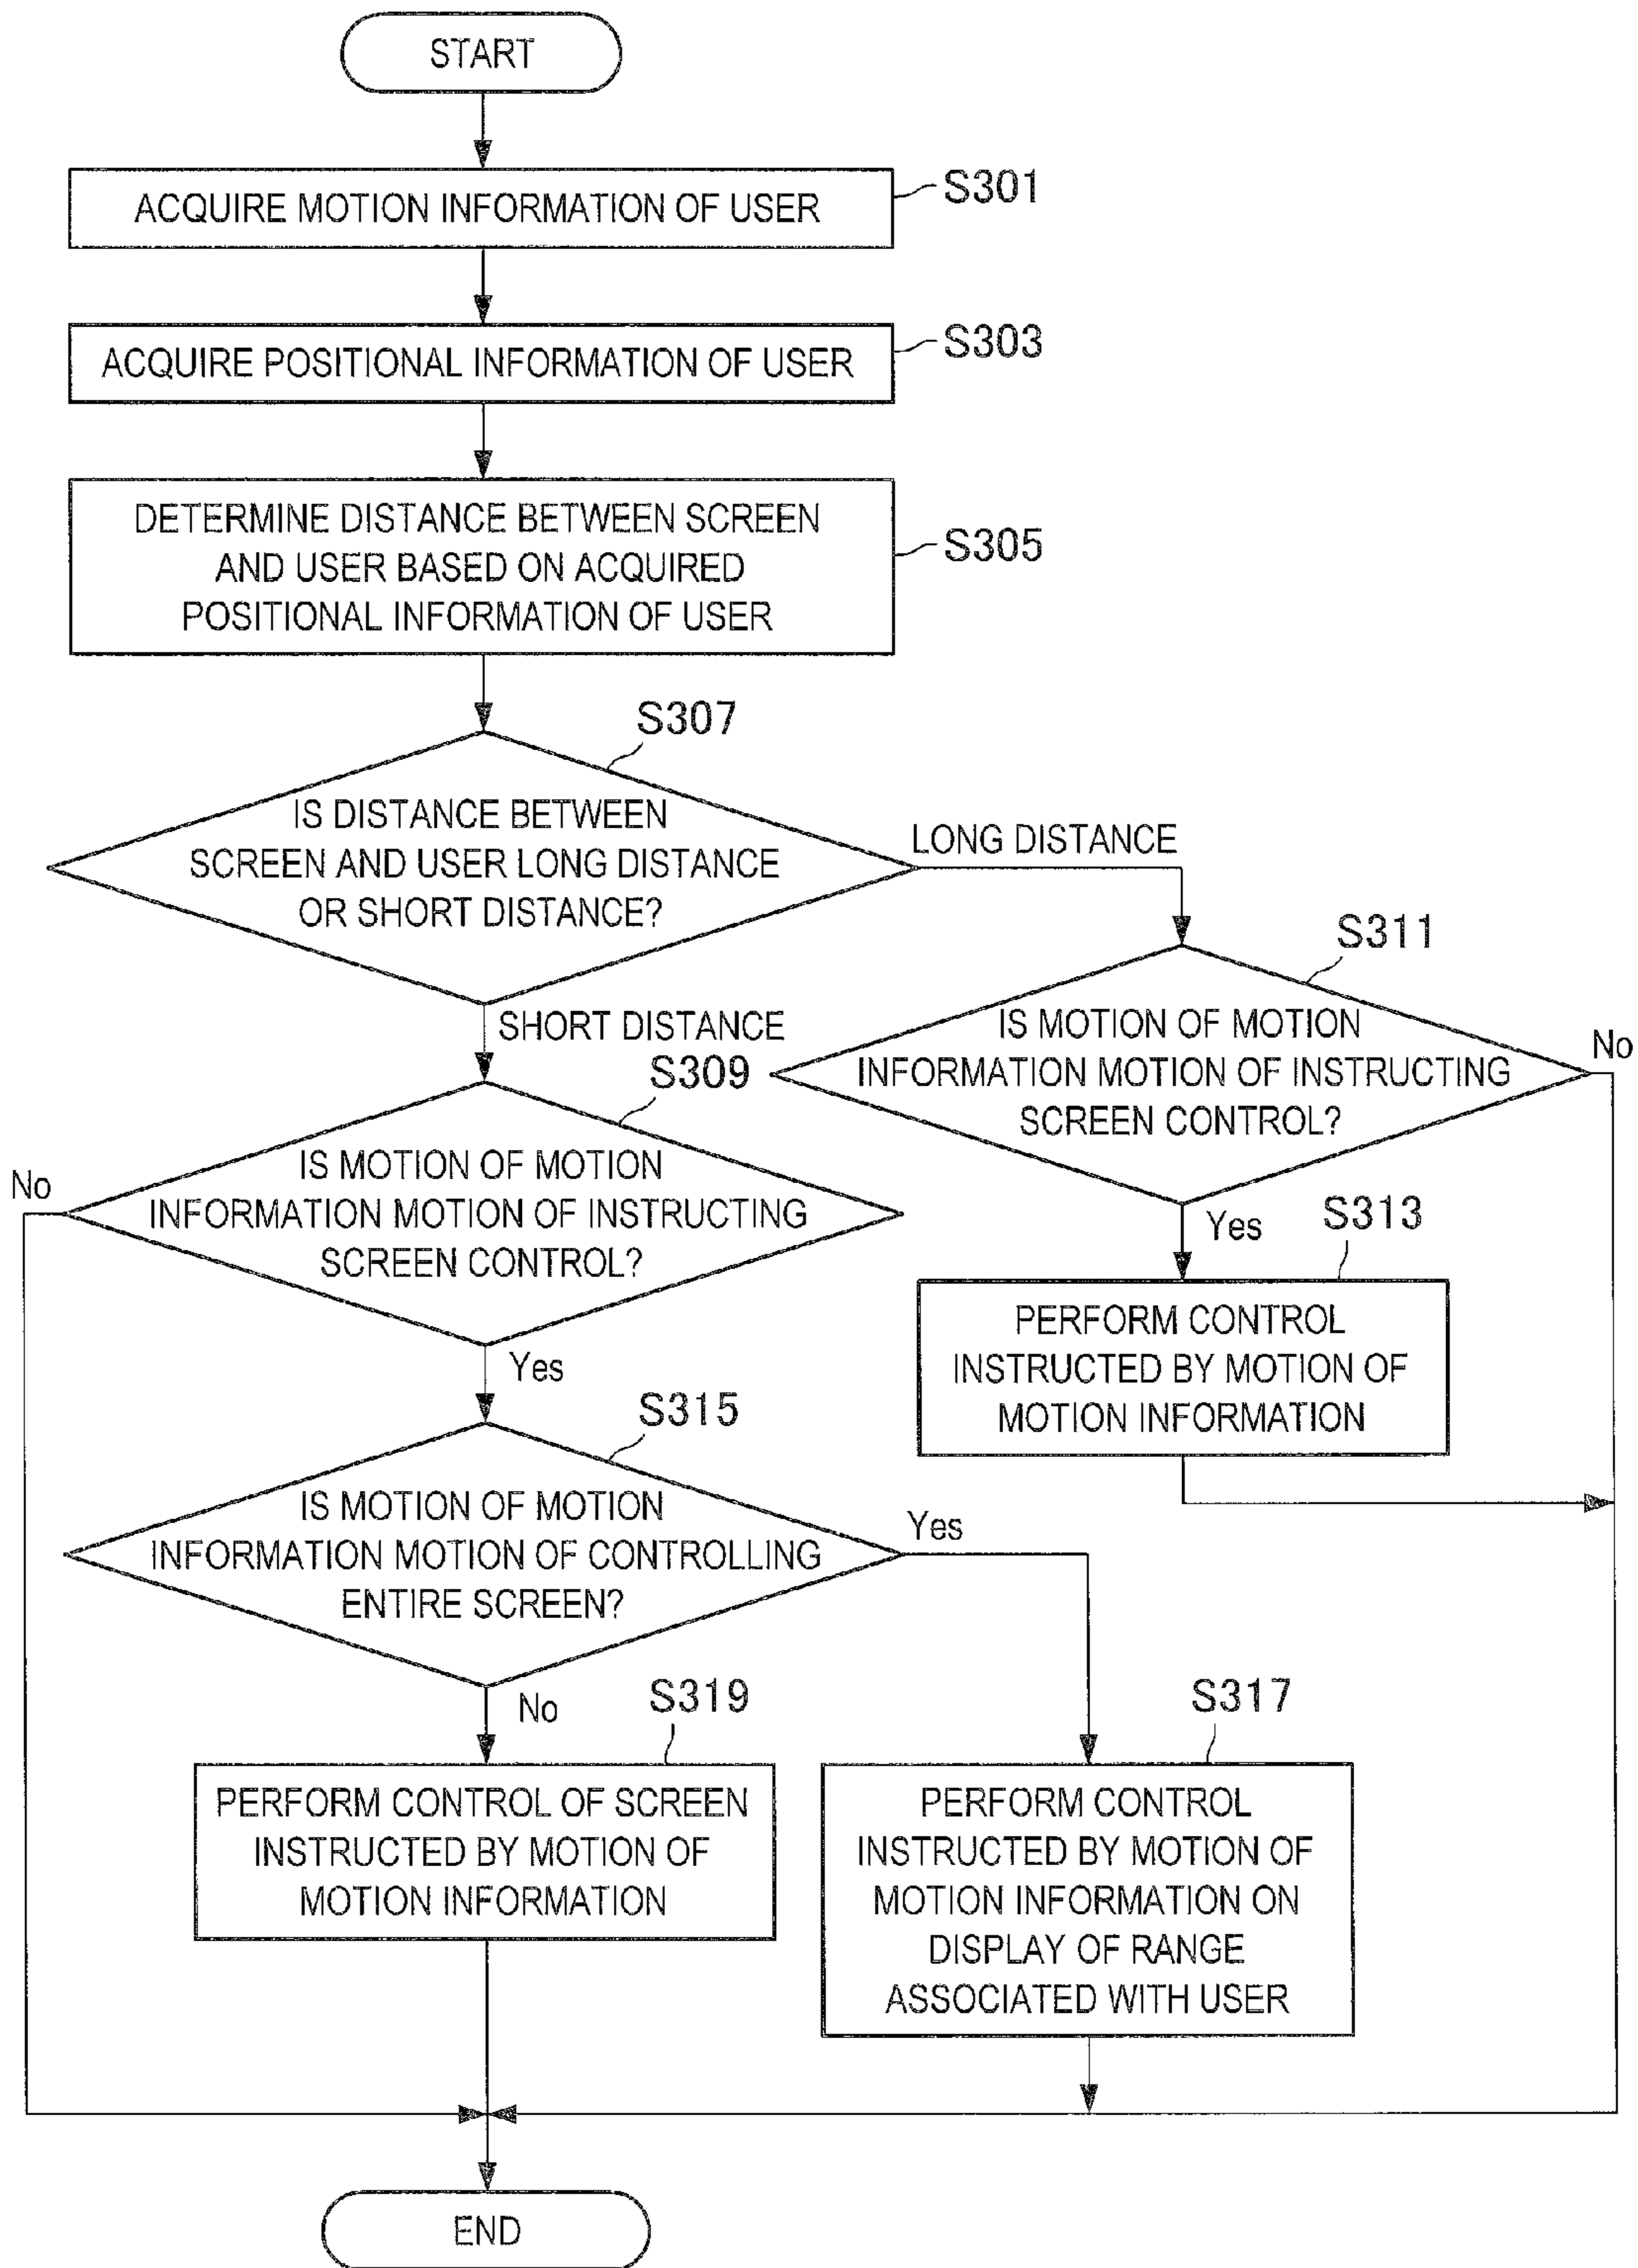 START
ACQUIRE MOTION INFORMATION OF USER
S301
ACQUIRE POSITIONAL INFORMATION OF USER
S303
DETERMINE DISTANCE BETWEEN SCREEN
AND USER BASED ON ACQUIRED
POSITIONAL INFORMATION OF USER
S305
S307
IS DISTANCE BETWEEN
SCREEN AND USER LONG DISTANCE
OR SHORT DISTANCE?
LONG DISTANCE
SHORT DISTANCE
S311
IS MOTION OF MOTION
INFORMATION MOTION OF INSTRUCTING
SCREEN CONTROL?
No
Yes
S309
IS MOTION OF MOTION
INFORMATION MOTION OF INSTRUCTING
SCREEN CONTROL?
No
Yes
S313
PERFORM CONTROL
INSTRUCTED BY MOTION OF
MOTION INFORMATION
S315
IS MOTION OF MOTION
INFORMATION MOTION OF CONTROLLING
ENTIRE SCREEN?
Yes
No
S319
PERFORM CONTROL OF SCREEN
INSTRUCTED BY MOTION OF
MOTION INFORMATION
S317
PERFORM CONTROL
INSTRUCTED BY MOTION OF
MOTION INFORMATION ON
DISPLAY OF RANGE
ASSOCIATED WITH USER
END